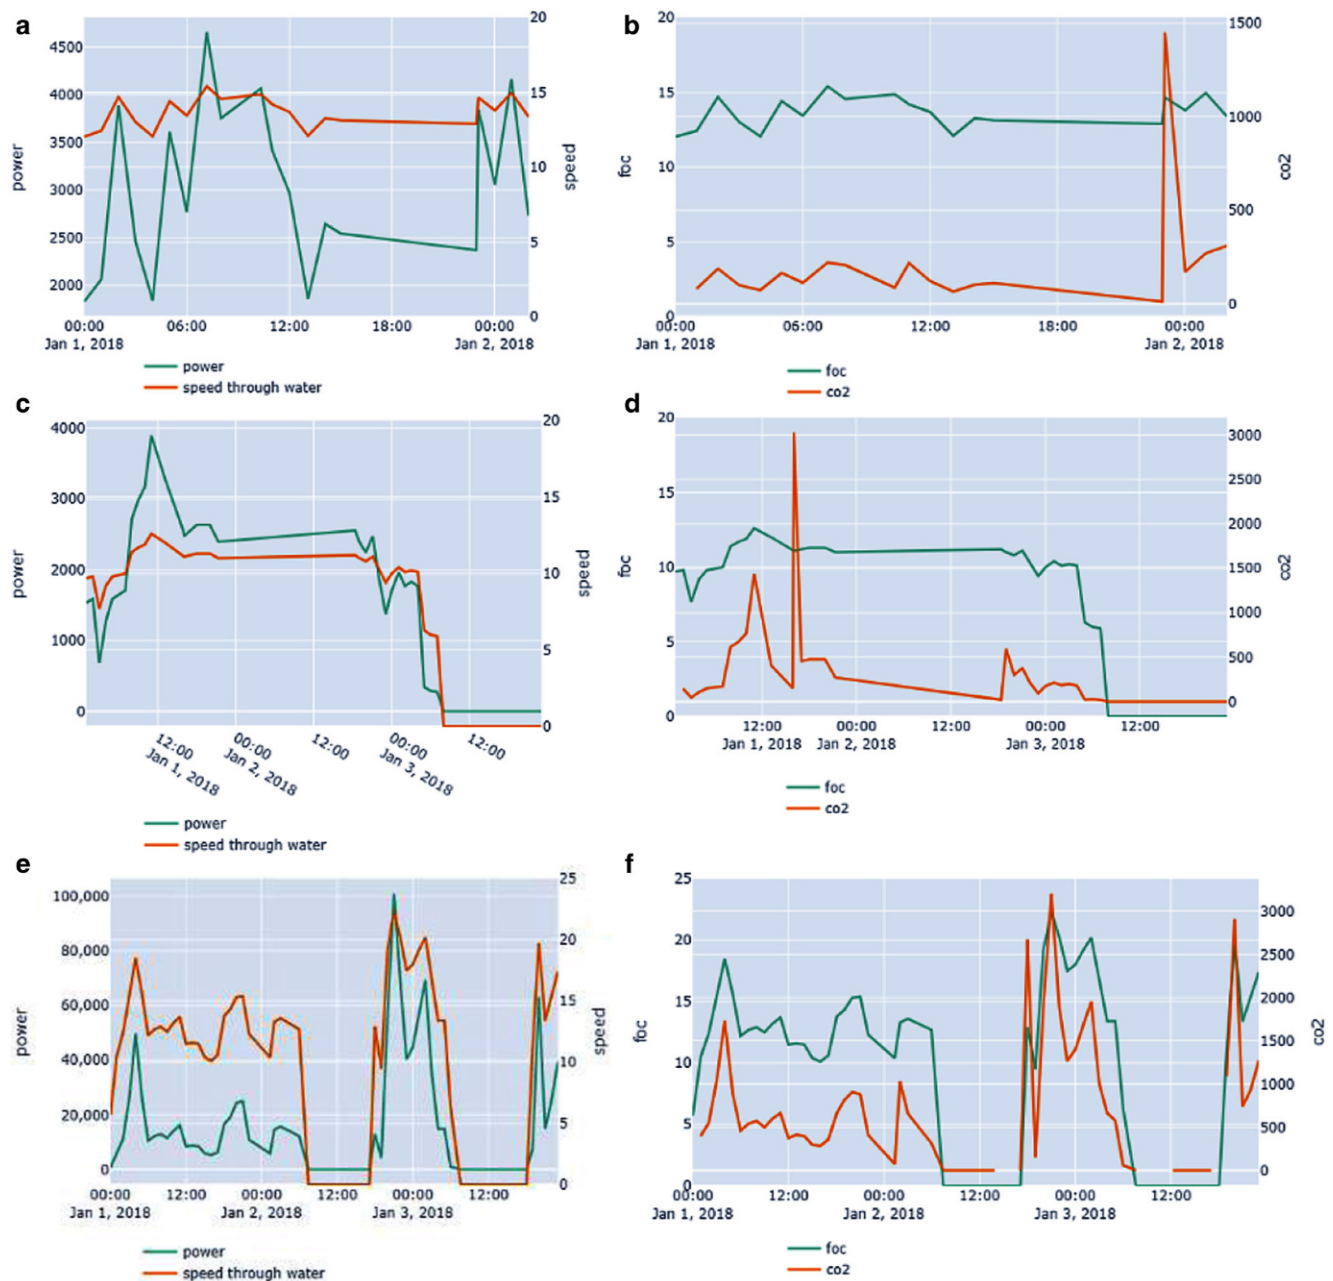 a
20
4500
4000
3500
3000
2500
2000
15
10
5
0
power
speed
00:00 06:00 12:00 18:00 00:00
Jan 1, 2018 Jan 2, 2018
power
speed through water
b
20
15
10
5
0
1500
1000
500
0
foc
co2
00:00 06:00 12:00 18:00 00:00
Jan 1, 2018 Jan 2, 2018
foc
co2
c
4000
3000
2000
1000
0
20
15
10
5
0
power
speed
12:00 00:00 12:00 00:00 12:00
Jan 1, 2018 Jan 2, 2018 Jan 3, 2018
power
speed through water
d
20
15
10
5
0
3000
2500
2000
1500
1000
500
0
foc
co2
12:00 00:00 12:00 00:00 12:00
Jan 1, 2018 Jan 2, 2018 Jan 3, 2018
foc
co2
e
100,000
80,000
60,000
40,000
20,000
0
25
20
15
10
5
0
power
speed
00:00 12:00 00:00 12:00 00:00 12:00
Jan 1, 2018 Jan 2, 2018 Jan 3, 2018
power
speed through water
f
25
20
15
10
5
0
3000
2500
2000
1500
1000
500
0
foc
co2
00:00 12:00 00:00 12:00 00:00 12:00
Jan 1, 2018 Jan 2, 2018 Jan 3, 2018
foc
co2